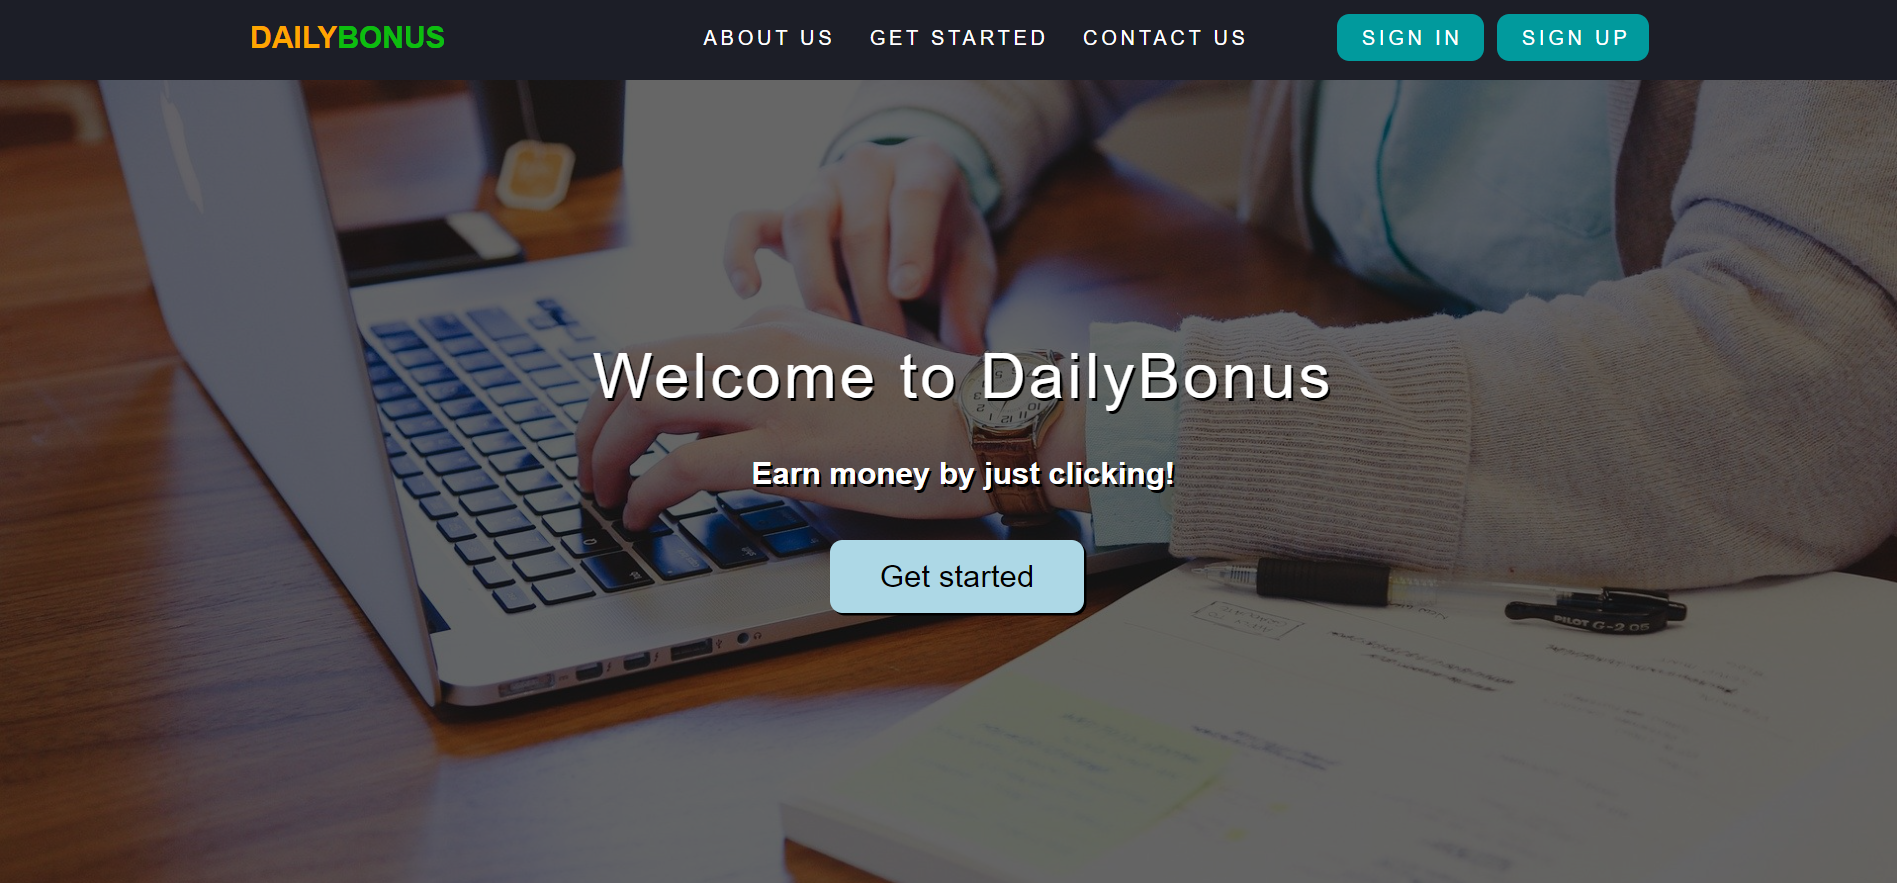 DAILYBONUS
ABOUT US
GET STARTED
CONTACT US
SIGN IN
SIGN UP
Welcome to DailyBonus
Earn money by just clicking!
Get started
PILOT G-2 05